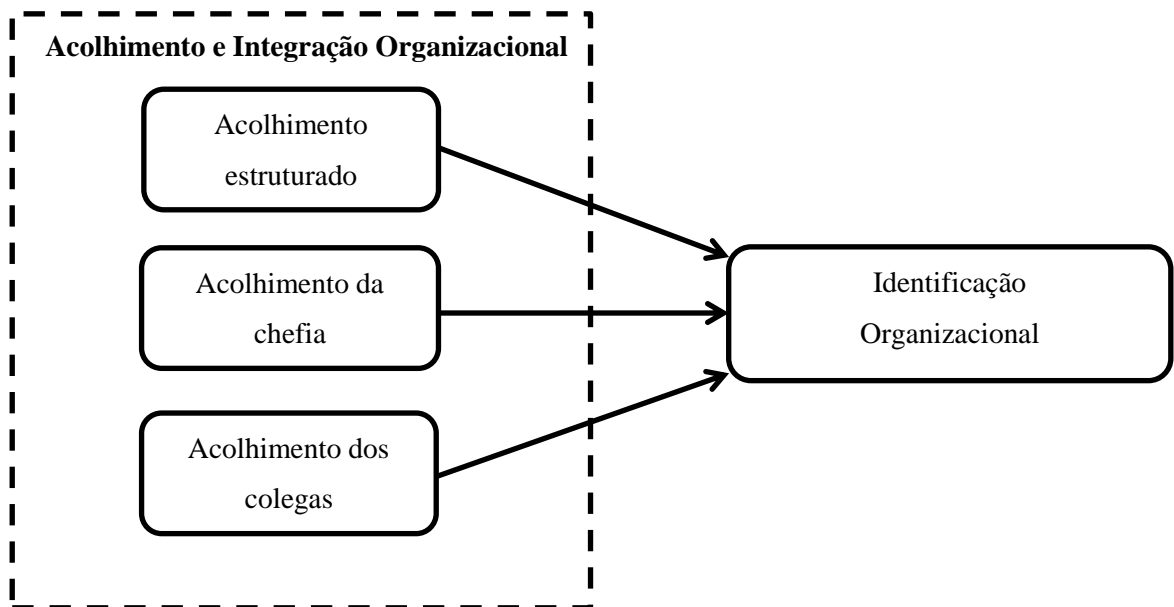 Acolhimento e Integração Organizacional
Acolhimento
estruturado
Acolhimento da
chefia
Acolhimento dos
colegas
Identificação
Organizacional